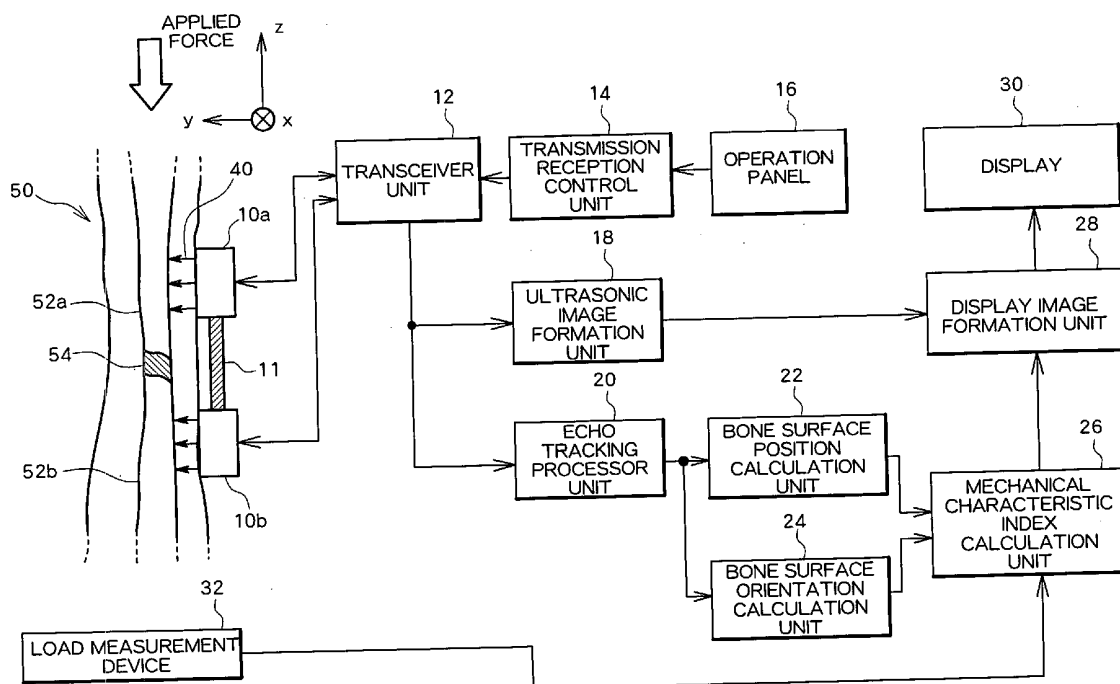 APPLIED
FORCE
z
y
x
50
40
10a
52a
54
11
52b
10b
12
TRANSCEIVER
UNIT
14
TRANSMISSION
RECEPTION
CONTROL
UNIT
16
OPERATION
PANEL
30
DISPLAY
18
ULTRASONIC
IMAGE
FORMATION
UNIT
28
DISPLAY IMAGE
FORMATION UNIT
20
ECHO
TRACKING
PROCESSOR
UNIT
22
BONE SURFACE
POSITION
CALCULATION
UNIT
24
BONE SURFACE
ORIENTATION
CALCULATION
UNIT
26
MECHANICAL
CHARACTERISTIC
INDEX
CALCULATION
UNIT
32
LOAD MEASUREMENT
DEVICE